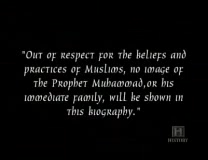 "Out of respect for the beliefs and
practices of Muslims, no image of
the Prophet Muhammad,or his
immediate family, will be shown in
this biography."
H
HISTORY